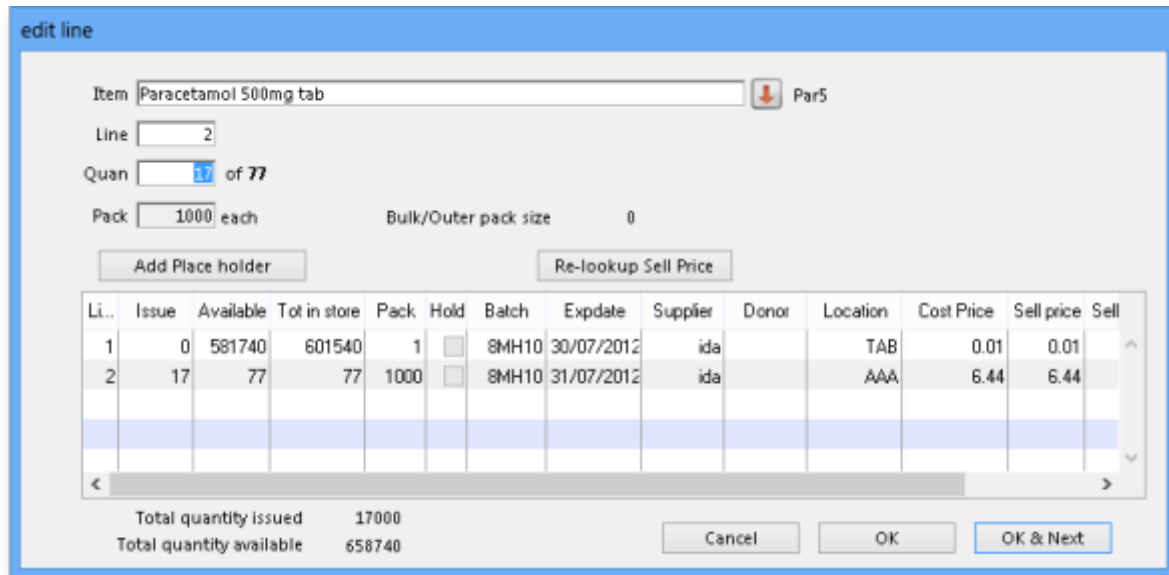 edit line
Item Paracetamol 500mg tab Par5
Line 2
Quan 17 of 77
Pack 1000 each Bulk/Outer pack size 0
Add Place holder Re-lookup Sell Price
Li... Issue Available Tot in store Pack Hold Batch Expdate Supplier Donor Location Cost Price Sell price Sell
1 0 581740 601540 1 8MH10 30/07/2012 ida TAB 0.01 0.01
2 17 77 77 1000 8MH10 31/07/2012 ida AAA 6.44 6.44
Total quantity issued 17000
Total quantity available 658740
Cancel OK OK & Next